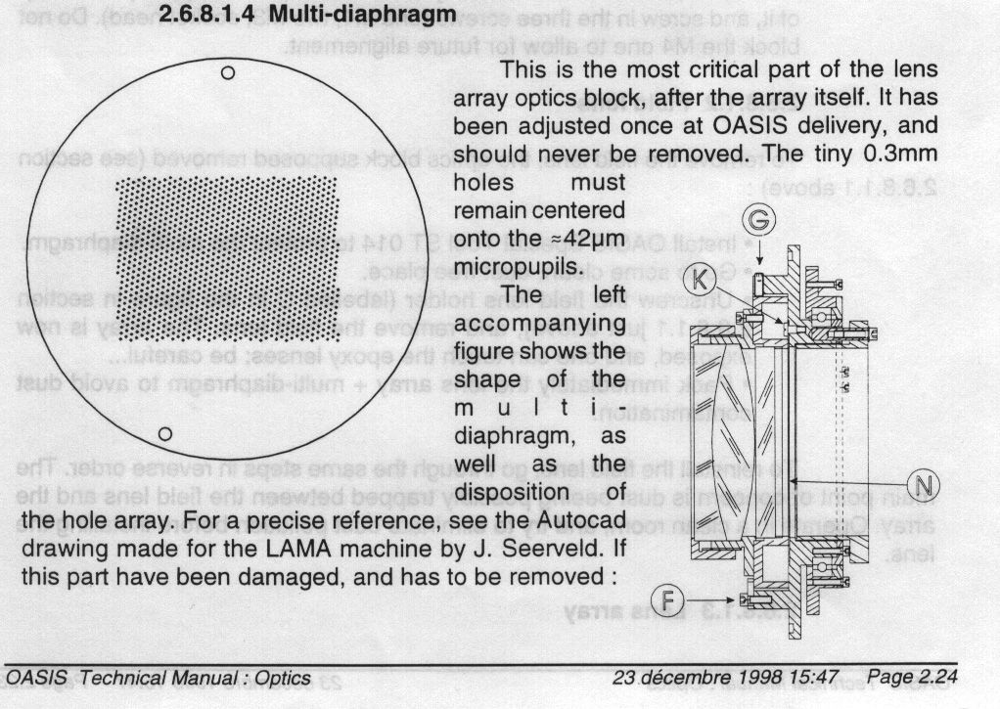 2.6.8.1.4 Multi-diaphragm
This is the most critical part of the lens
array optics block, after the array itself. It has
been adjusted once at OASIS delivery, and
should never be removed. The tiny 0.3mm
holes must
remain centered
onto the ≈42µm
micropupils.
The left
accompanying
figure shows the
shape of the
multi-
diaphragm, as
well as the
disposition of
the hole array. For a precise reference, see the Autocad
drawing made for the LAMA machine by J. Seerveld. If
this part have been damaged, and has to be removed :
G
K
N
F
OASIS Technical Manual : Optics
23 décembre 1998 15:47 Page 2.24